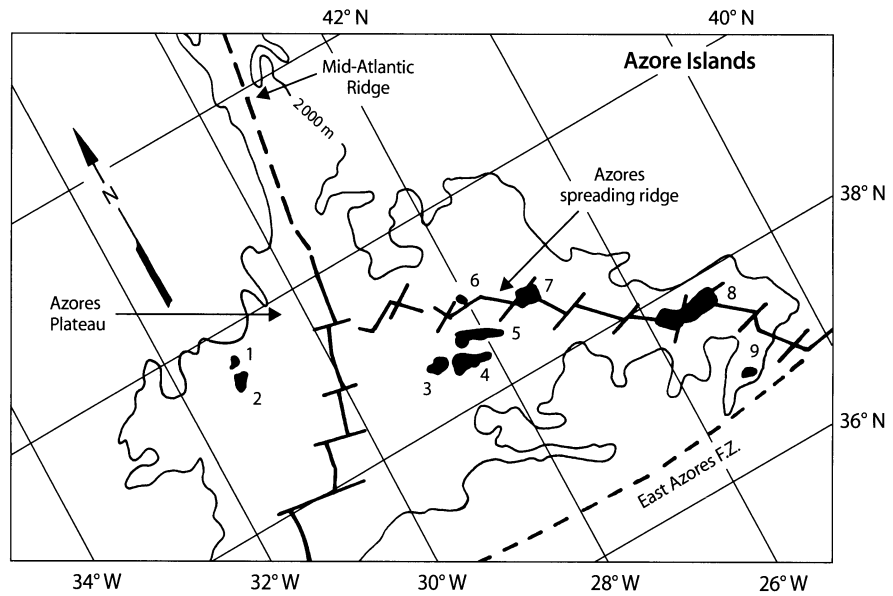 42° N
40° N
Azore Islands
Mid-Atlantic
Ridge
2000 m
N
Azores
spreading ridge
38° N
Azores
Plateau
1
2
3
4
5
6
7
8
9
36° N
East Azores F.Z.
34° W
32° W
30° W
28° W
26° W